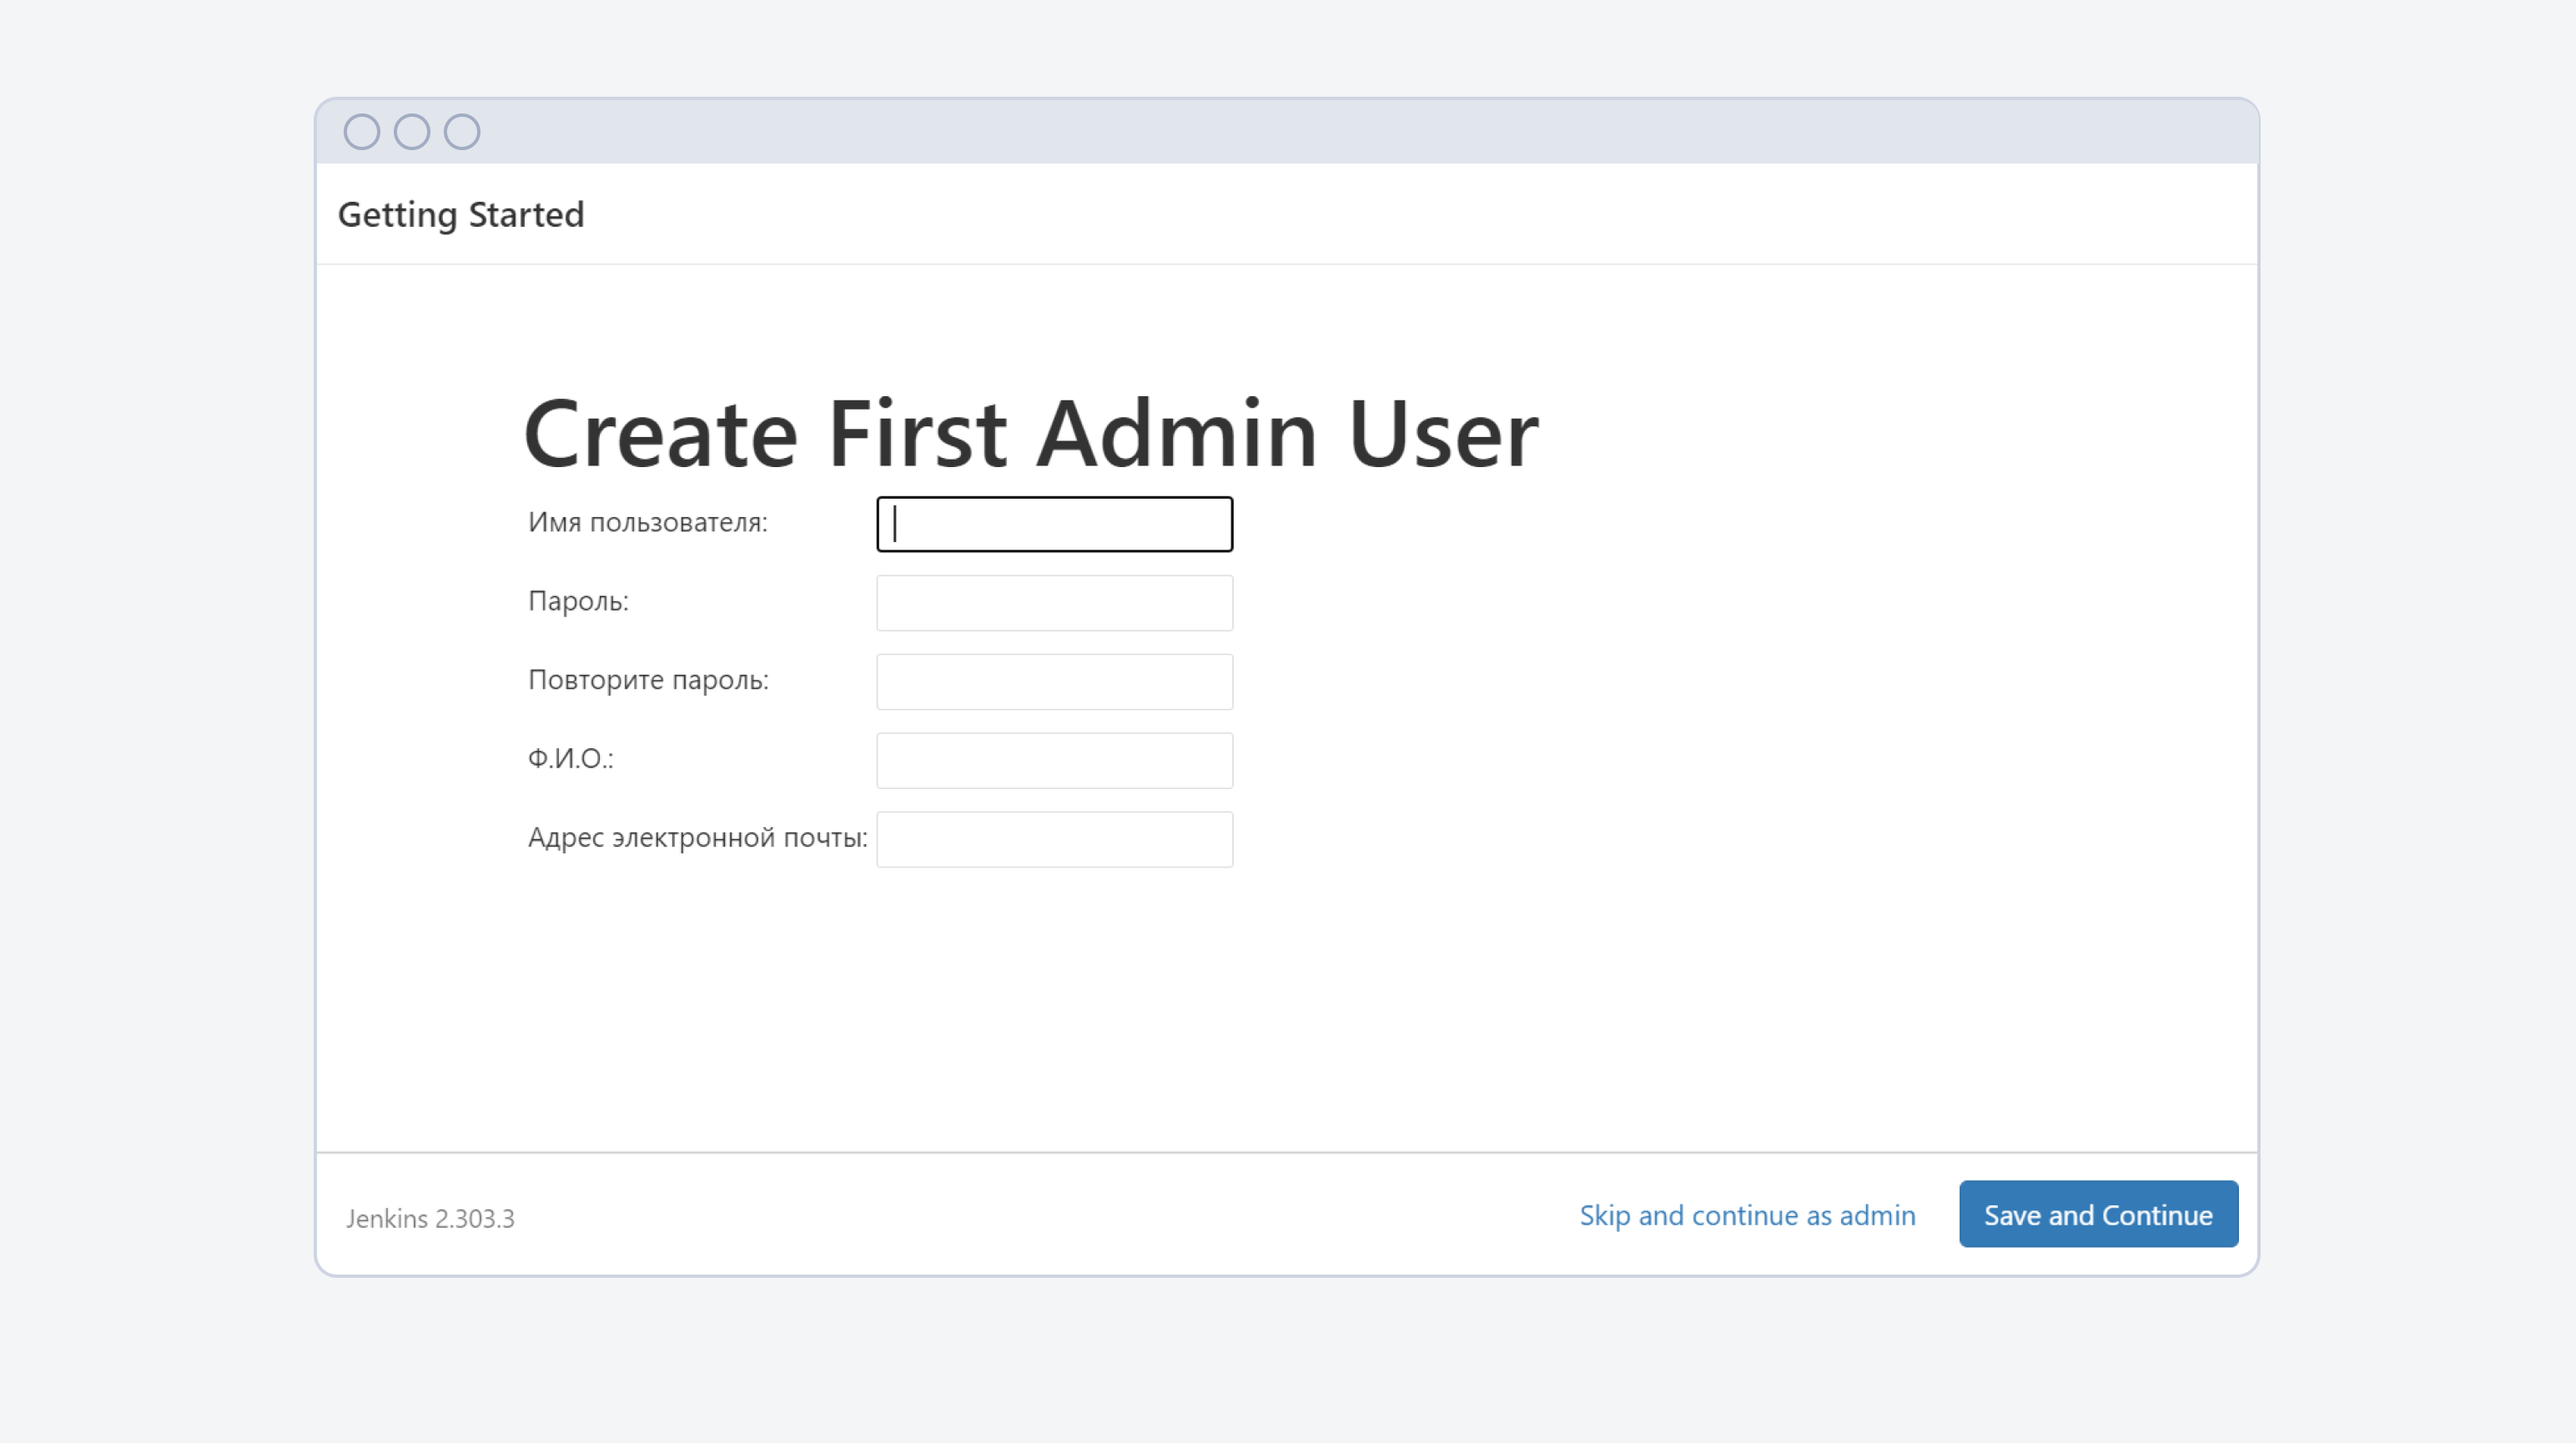 Getting Started
Create First Admin User
Имя пользователя:
Пароль:
Повторите пароль:
Ф.И.О.:
Адрес электронной почты:
Jenkins 2.303.3
Skip and continue as admin
Save and Continue